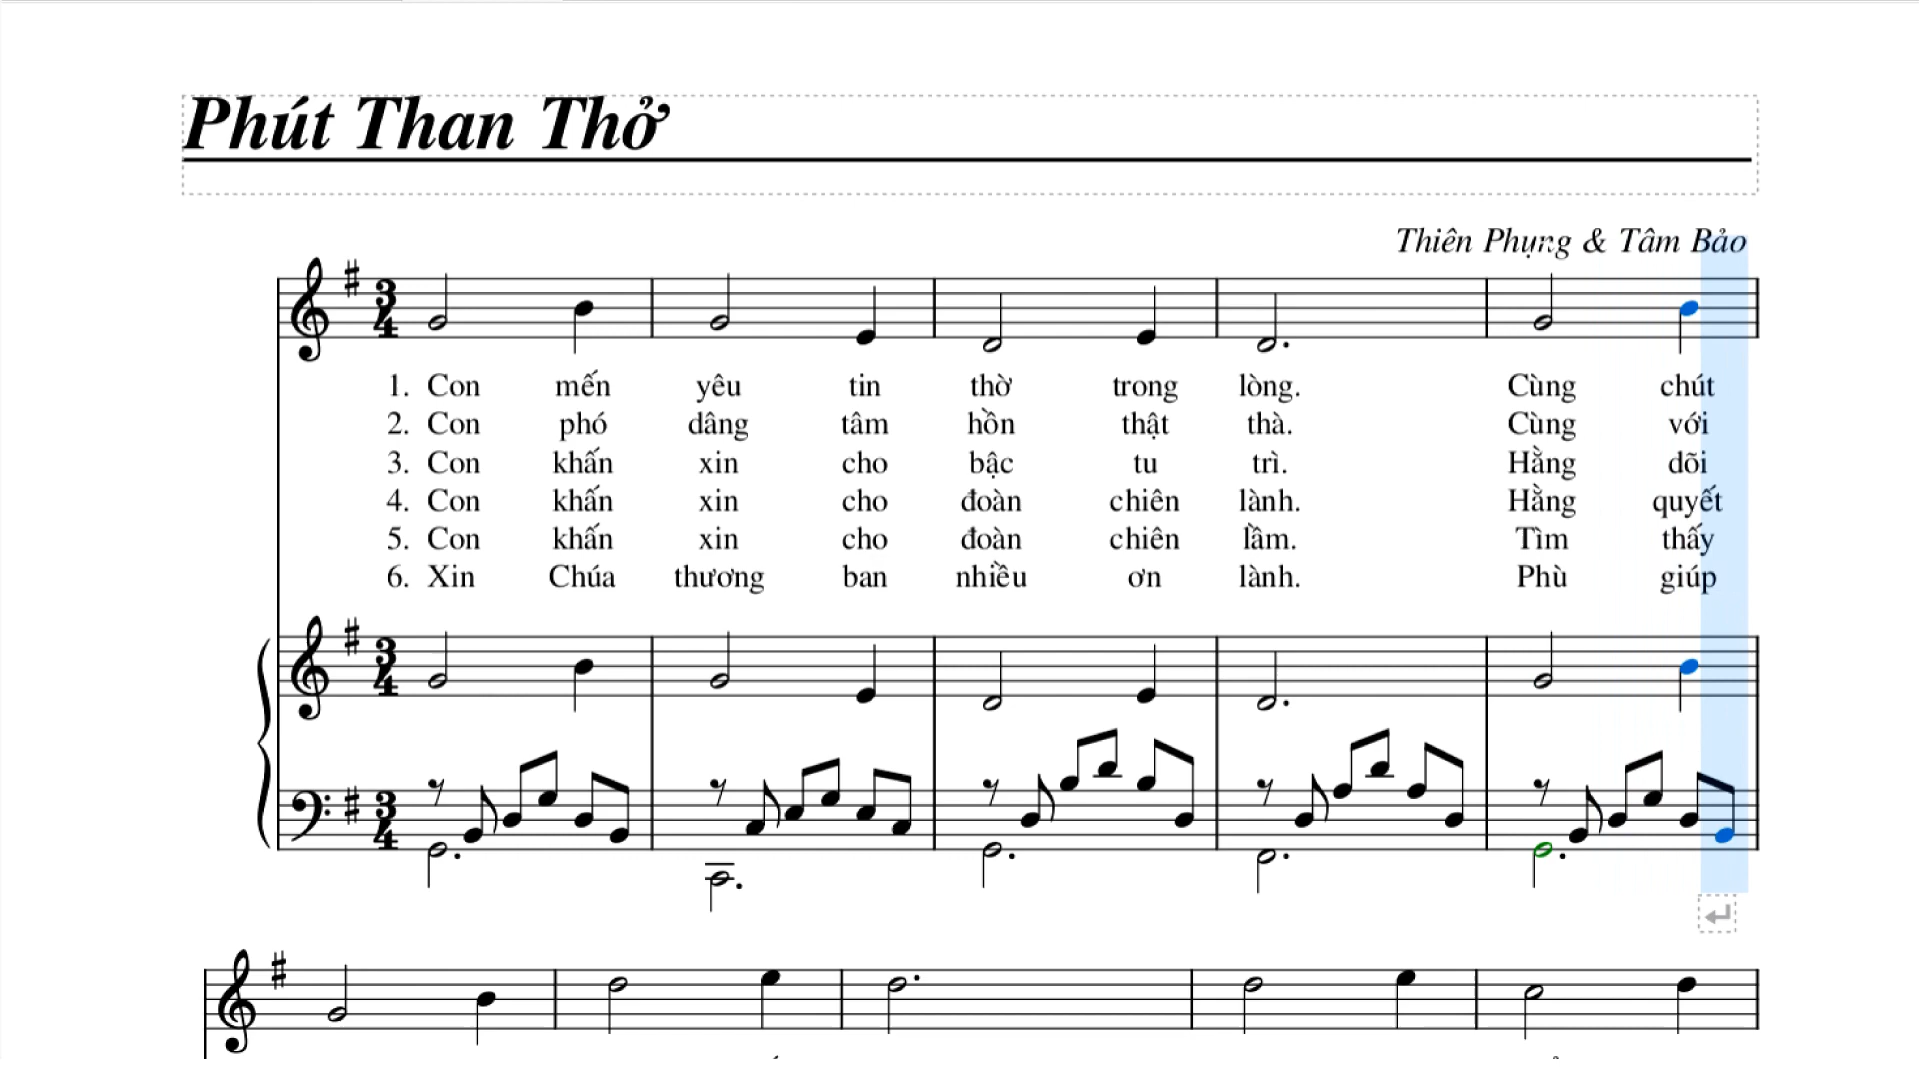 Phút Than Thở
Thiên Phụng & Tâm Bảo
1. Con mến yêu tin thờ trong lòng. Cùng chút
2. Con phó dâng tâm hồn thật thà. Cùng với
3. Con khấn xin cho bậc tu trì. Hằng dõi
4. Con khấn xin cho đoàn chiên lành. Hằng quyết
5. Con khấn xin cho đoàn chiên lầm. Tìm thấy
6. Xin Chúa thương ban nhiều ơn lành. Phù giúp